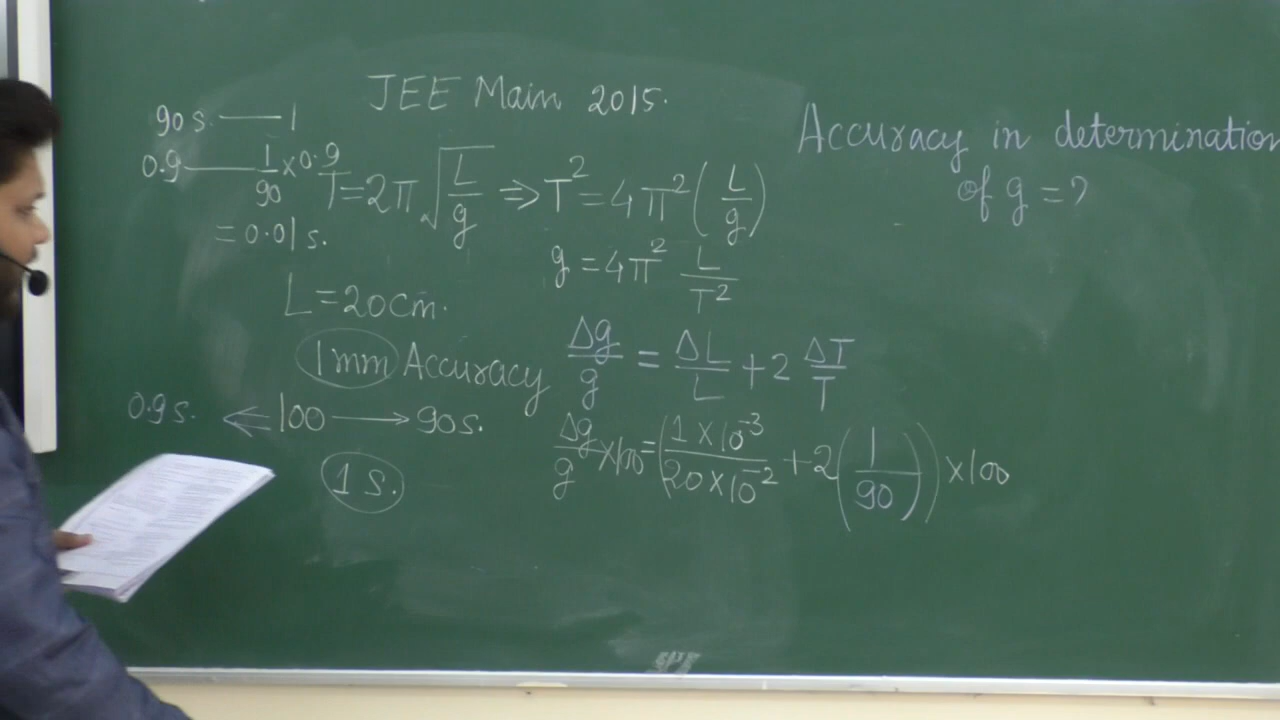 JEE Main 2015.
90 s. — 1
0.9 — 1/90 × 0.9
= 0.01 s.
T = 2π √(L/g) ⇒ T² = 4π² (L/g)
g = 4π² L/T²
L = 20 cm.
1 mm Accuracy
Δg/g = ΔL/L + 2 ΔT/T
0.9 s. ⇐ 100 → 90 s.
1 s.
Δg/g × 100 = (1 × 10⁻³/20 × 10⁻² + 2(1/90)) × 100
Accuracy in determination
of g = ?